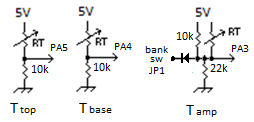 5V 5V 5V
RT RT 10k RT
PA5 PA4 bank PA3
sw
10k 10k JP1 22k
T top T base T amp